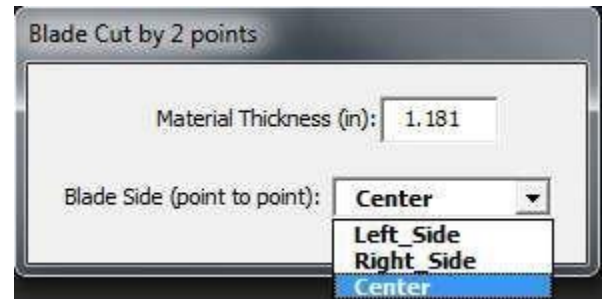 Blade Cut by 2 points
Material Thickness (in): 1.181
Blade Side (point to point): Center
Left_Side
Right_Side
Center